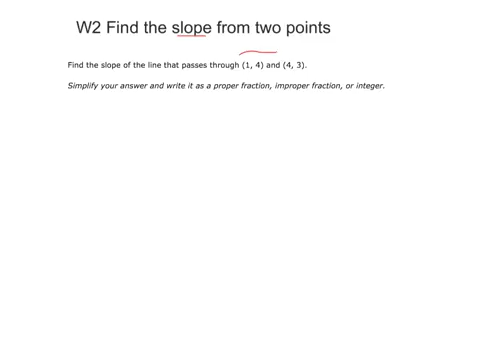 W2 Find the slope from two points
Find the slope of the line that passes through (1, 4) and (4, 3).
Simplify your answer and write it as a proper fraction, improper fraction, or integer.